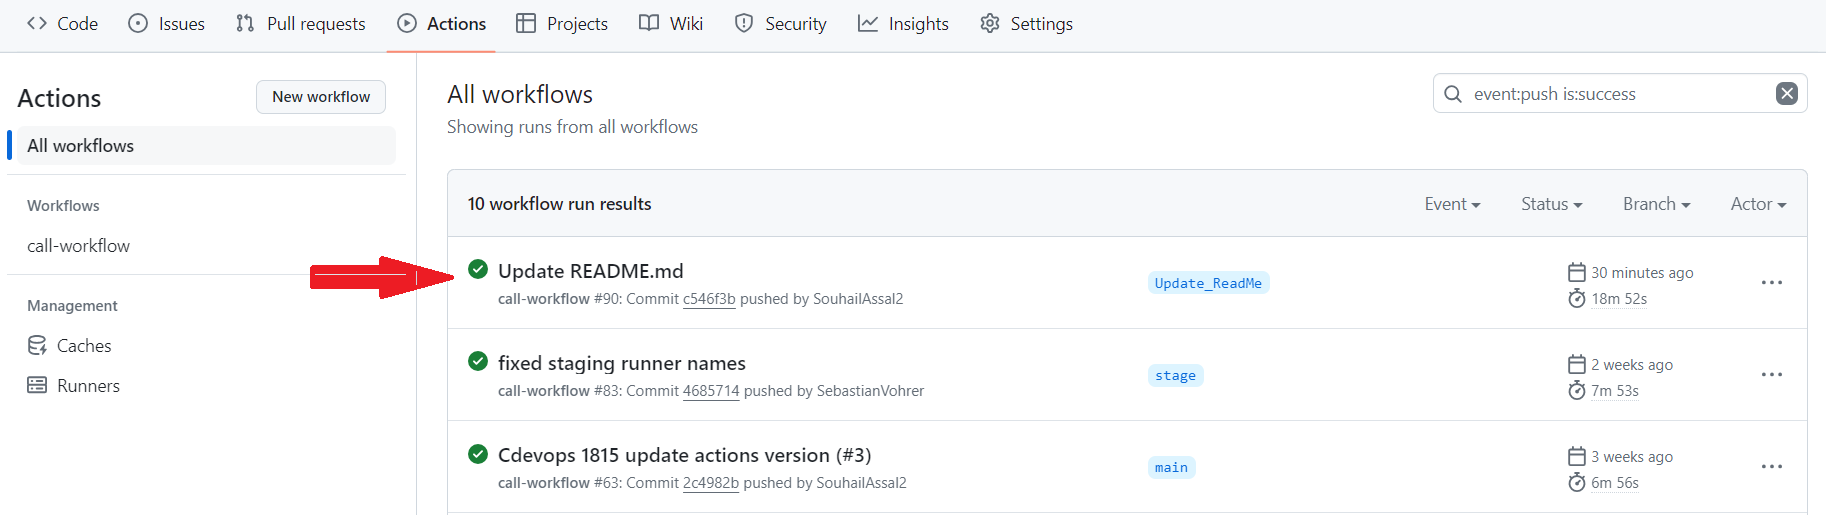 Code Issues Pull requests Actions Projects Wiki Security Insights Settings
Actions
New workflow
All workflows
Workflows
call-workflow
Management
Caches
Runners
All workflows
Showing runs from all workflows
event:push is:success
10 workflow run results
Event Status Branch Actor
Update README.md
call-workflow #90: Commit c546f3b pushed by SouhailAssal2
Update_ReadMe
30 minutes ago
18m 52s
fixed staging runner names
call-workflow #83: Commit 4685714 pushed by SebastianVohrer
stage
2 weeks ago
7m 53s
Cdevops 1815 update actions version (#3)
call-workflow #63: Commit 2c4982b pushed by SouhailAssal2
main
3 weeks ago
6m 56s